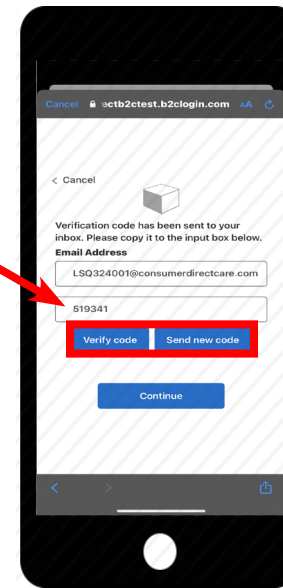 Cancel ectb2ctest.b2clogin.com AA
< Cancel
Verification code has been sent to your
inbox. Please copy it to the input box below.
Email Address
LSQ324001@consumerdirectcare.com
519341
Verify code Send new code
Continue